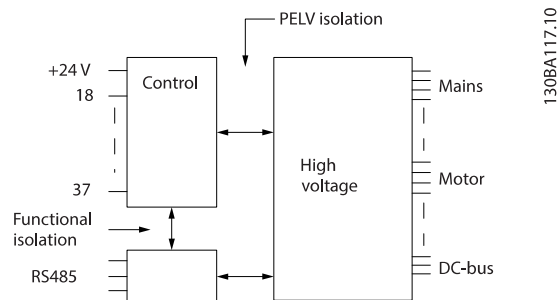 PELV isolation
130BA117.10
+24 V
Control
Mains
18
High
voltage
Motor
37
Functional
isolation
RS485
DC-bus